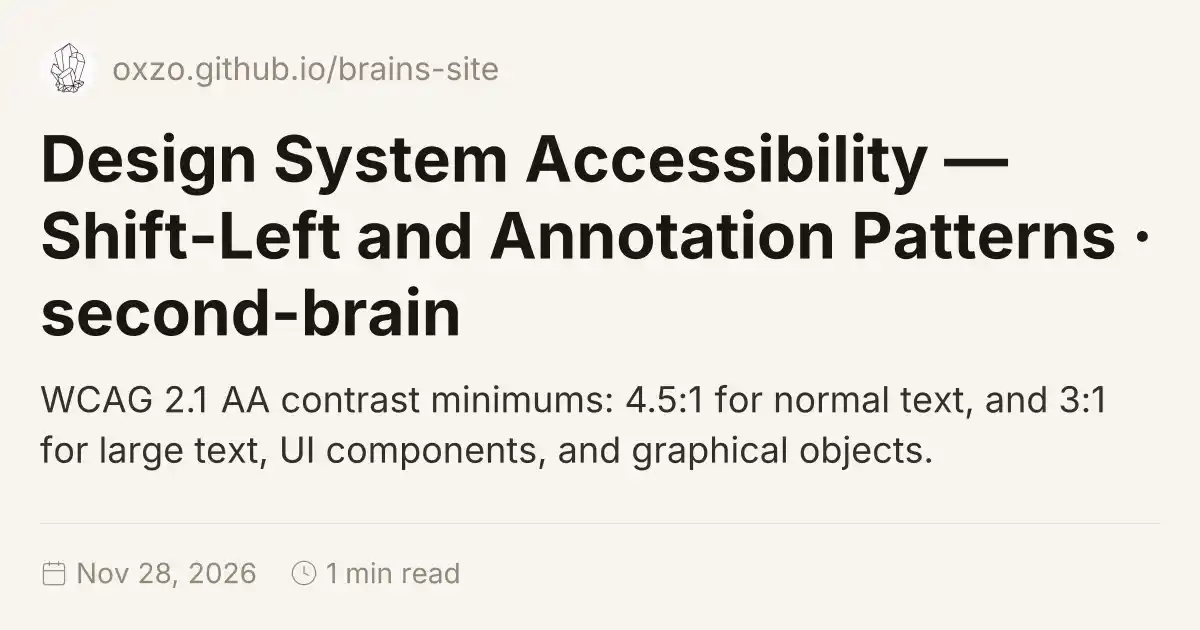 oxzo.github.io/brains-site
Design System Accessibility —
Shift-Left and Annotation Patterns ·
second-brain
WCAG 2.1 AA contrast minimums: 4.5:1 for normal text, and 3:1
for large text, UI components, and graphical objects.
Nov 28, 2026 1 min read